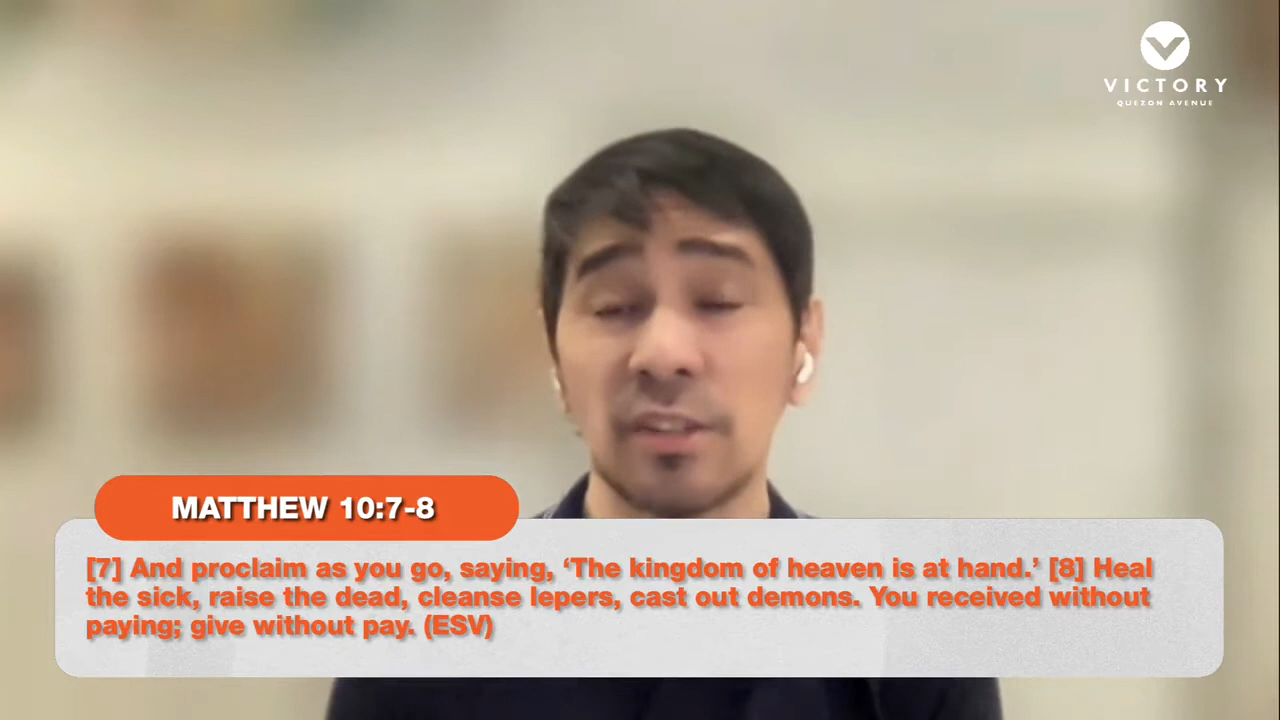 VICTORY
QUEZON AVENUE
MATTHEW 10:7-8
[7] And proclaim as you go, saying, ‘The kingdom of heaven is at hand.’ [8] Heal
the sick, raise the dead, cleanse lepers, cast out demons. You received without
paying; give without pay. (ESV)